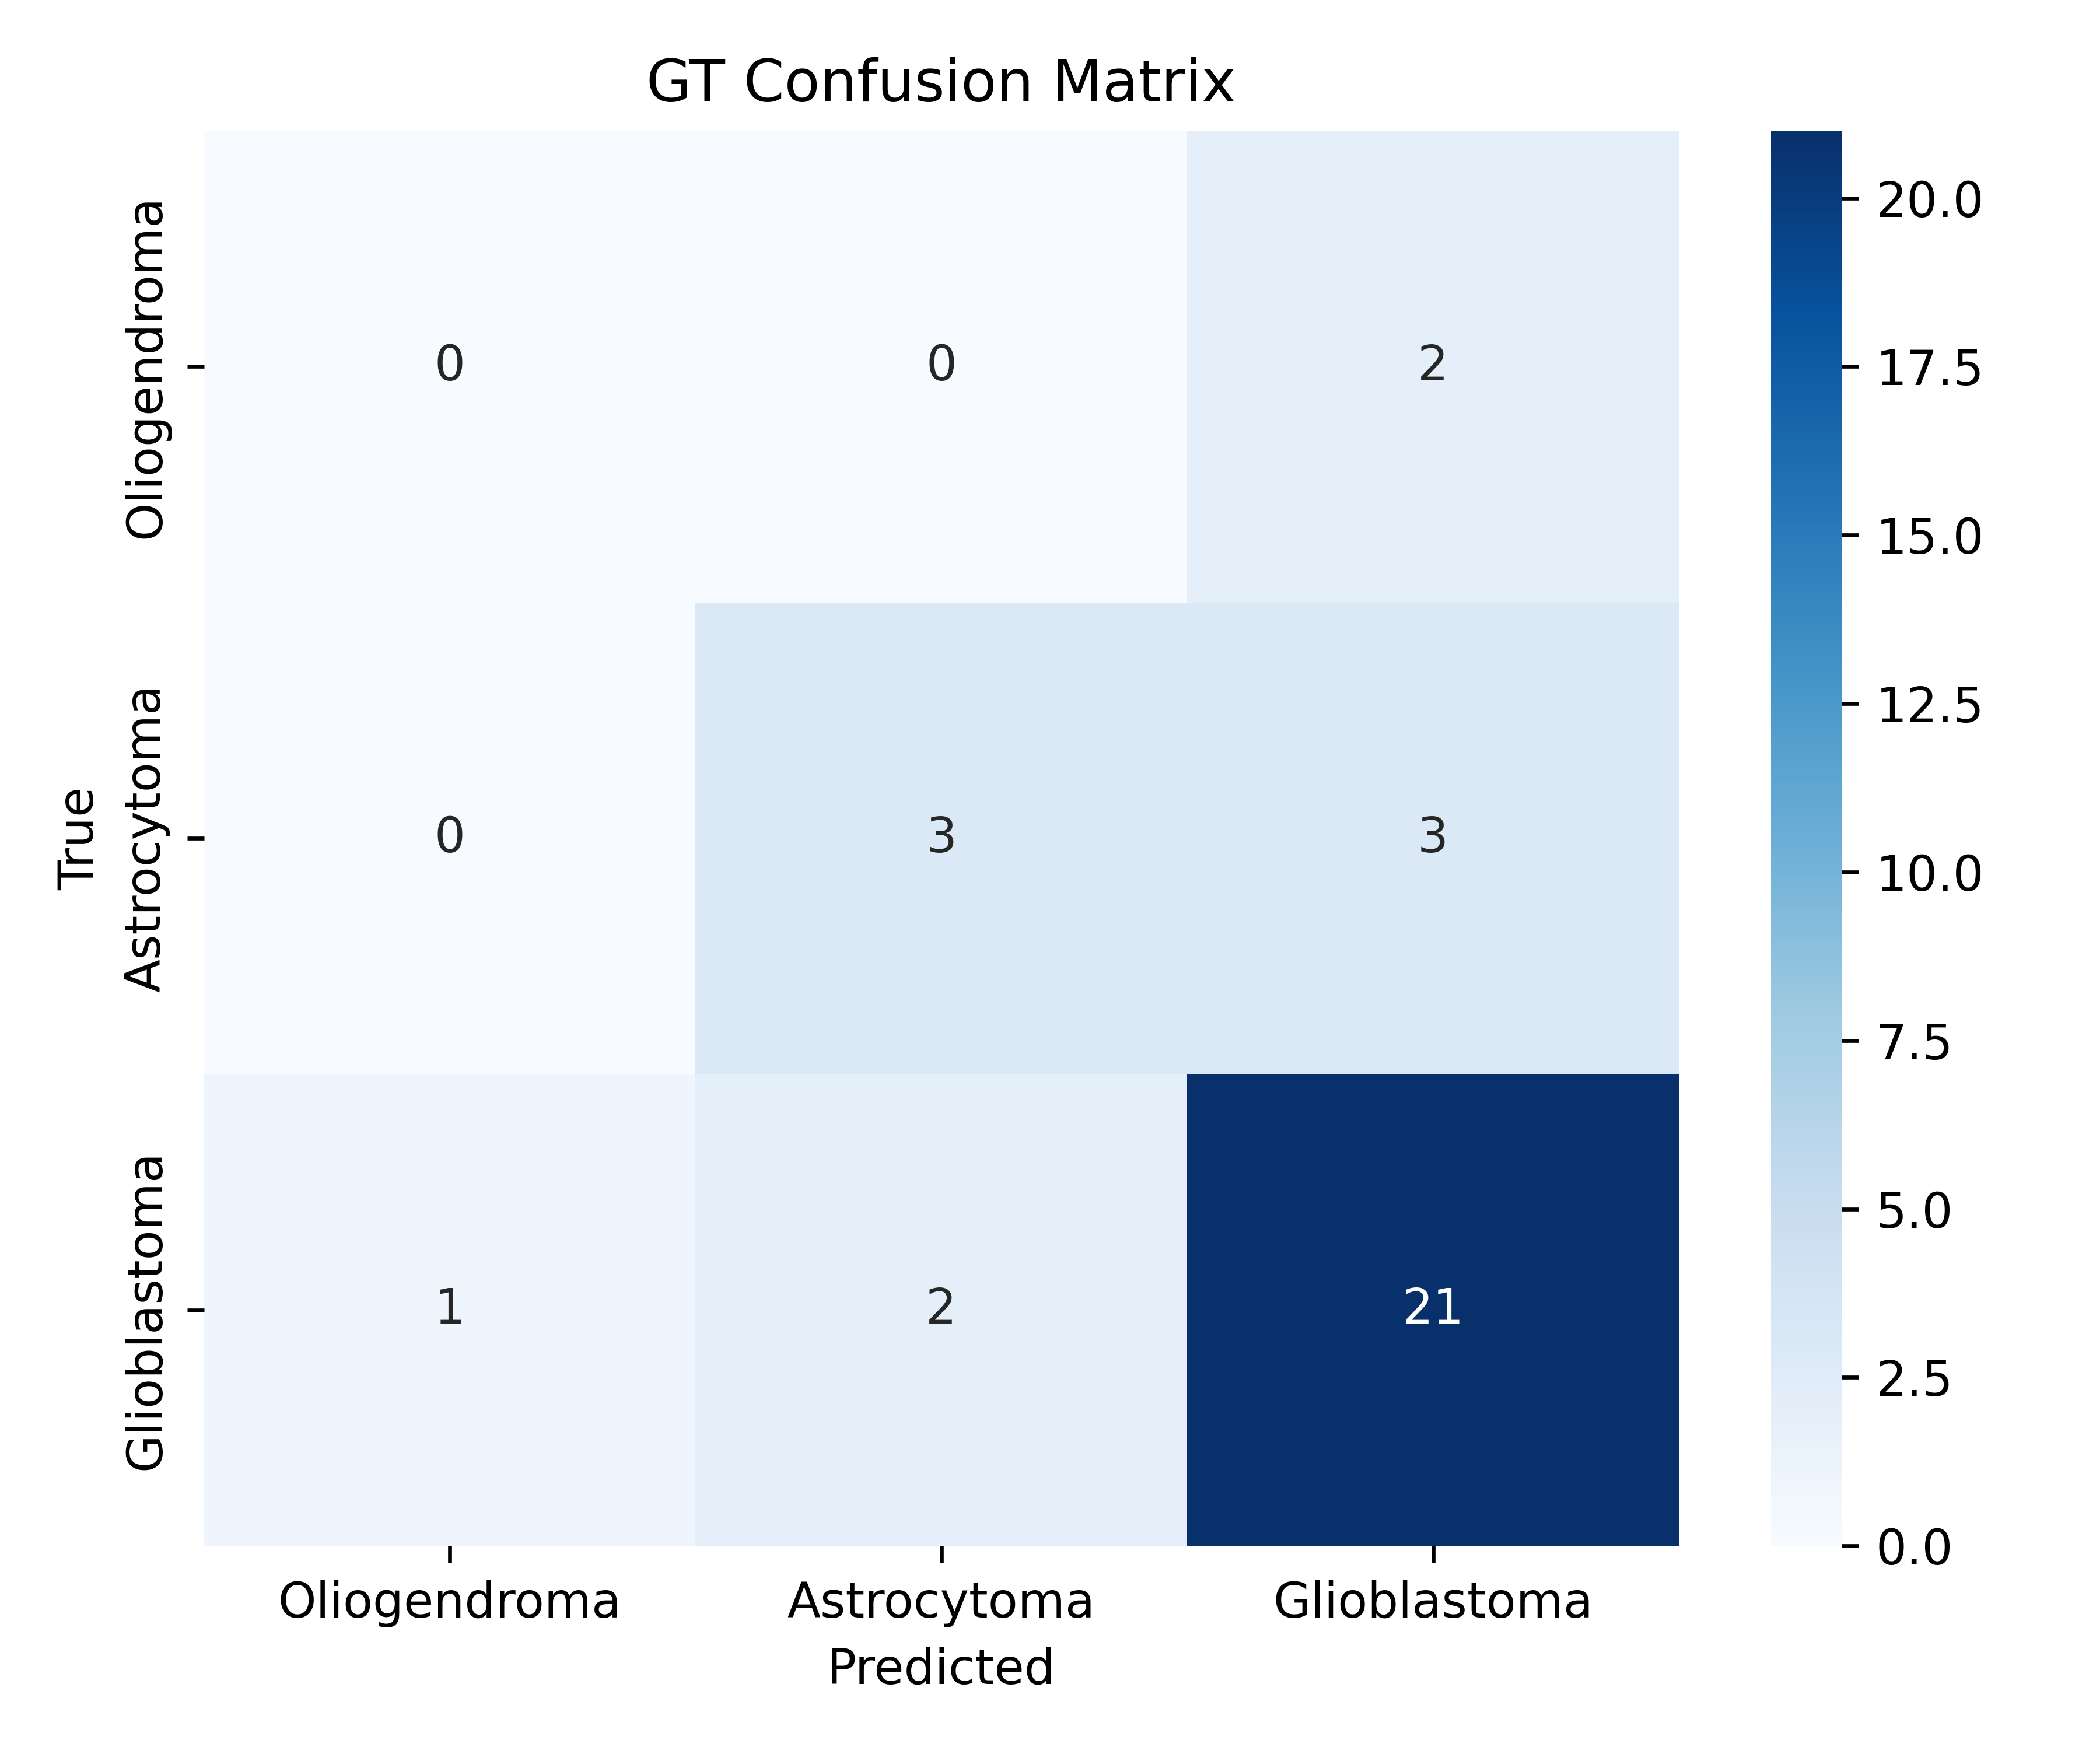 GT Confusion Matrix
Oliogendroma
Astrocytoma
Glioblastoma
True
0 0 2
0 3 3
1 2 21
Oliogendroma Astrocytoma Glioblastoma
Predicted
20.0
17.5
15.0
12.5
10.0
7.5
5.0
2.5
0.0